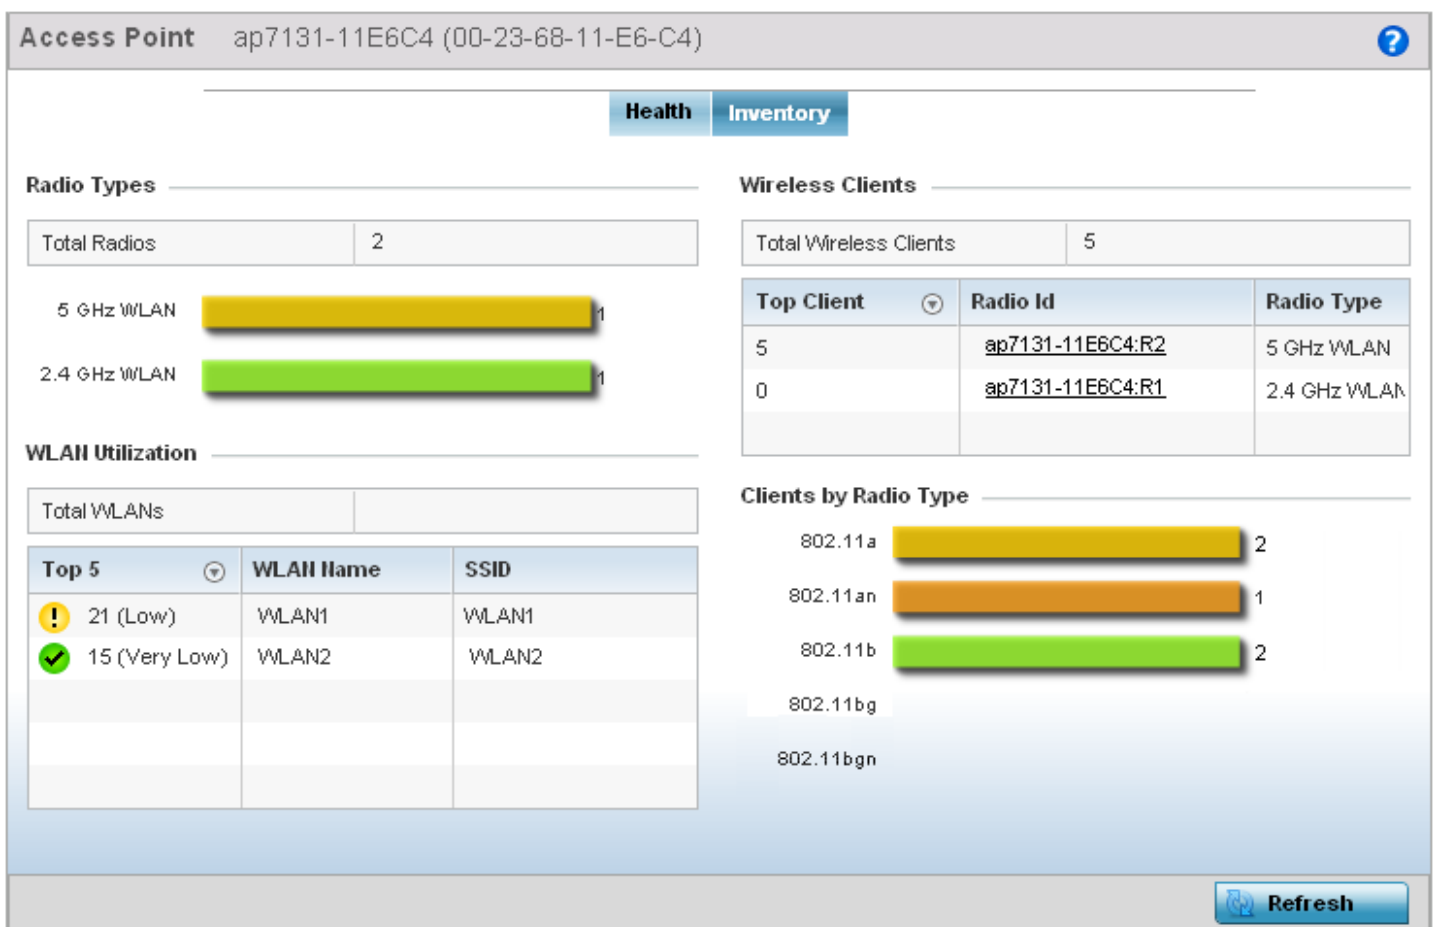 Access Point ap7131-11E6C4 (00-23-68-11-E6-C4)
?
Health Inventory
Radio Types
Total Radios 2
5 GHz WLAN 1
2.4 GHz WLAN 1
WLAN Utilization
Total WLANs
Top 5 WLAN Name SSID
! 21 (Low) WLAN1 WLAN1
15 (Very Low) WLAN2 WLAN2
Wireless Clients
Total Wireless Clients 5
Top Client Radio Id Radio Type
5 ap7131-11E6C4:R2 5 GHz WLAN
0 ap7131-11E6C4:R1 2.4 GHz WLAN
Clients by Radio Type
802.11a 2
802.11an 1
802.11b 2
802.11bg
802.11bgn
Refresh